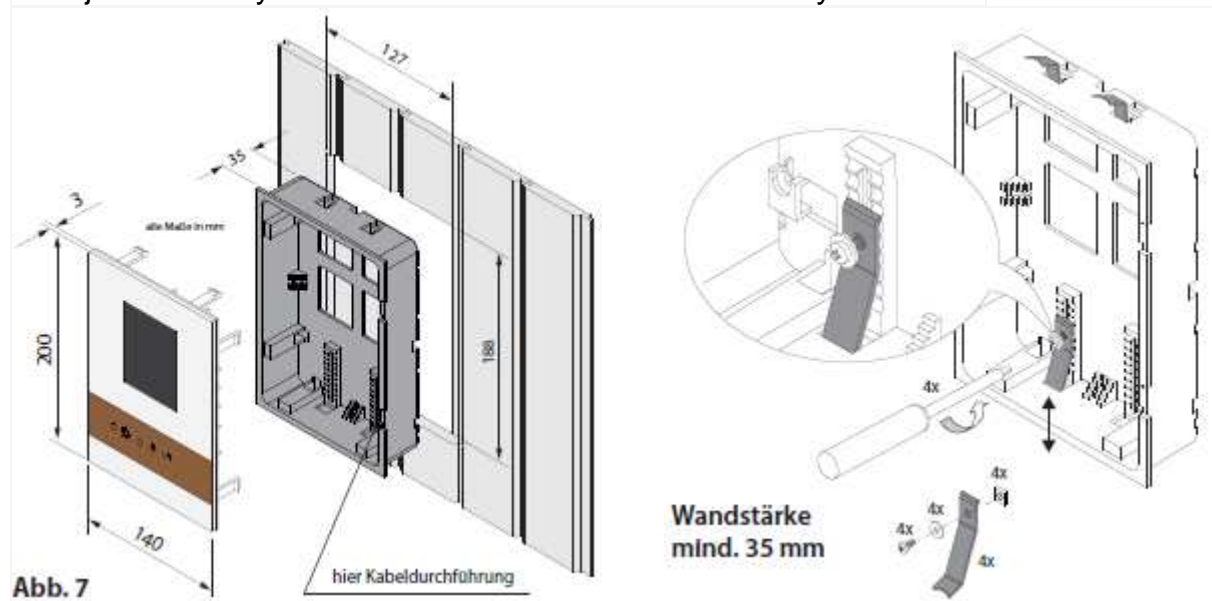 127
35
3
alle Maße in mm
200
188
140
hier Kabeldurchführung
Abb. 7
4x
Wandstärke
mind. 35 mm
4x
4x
4x
4x